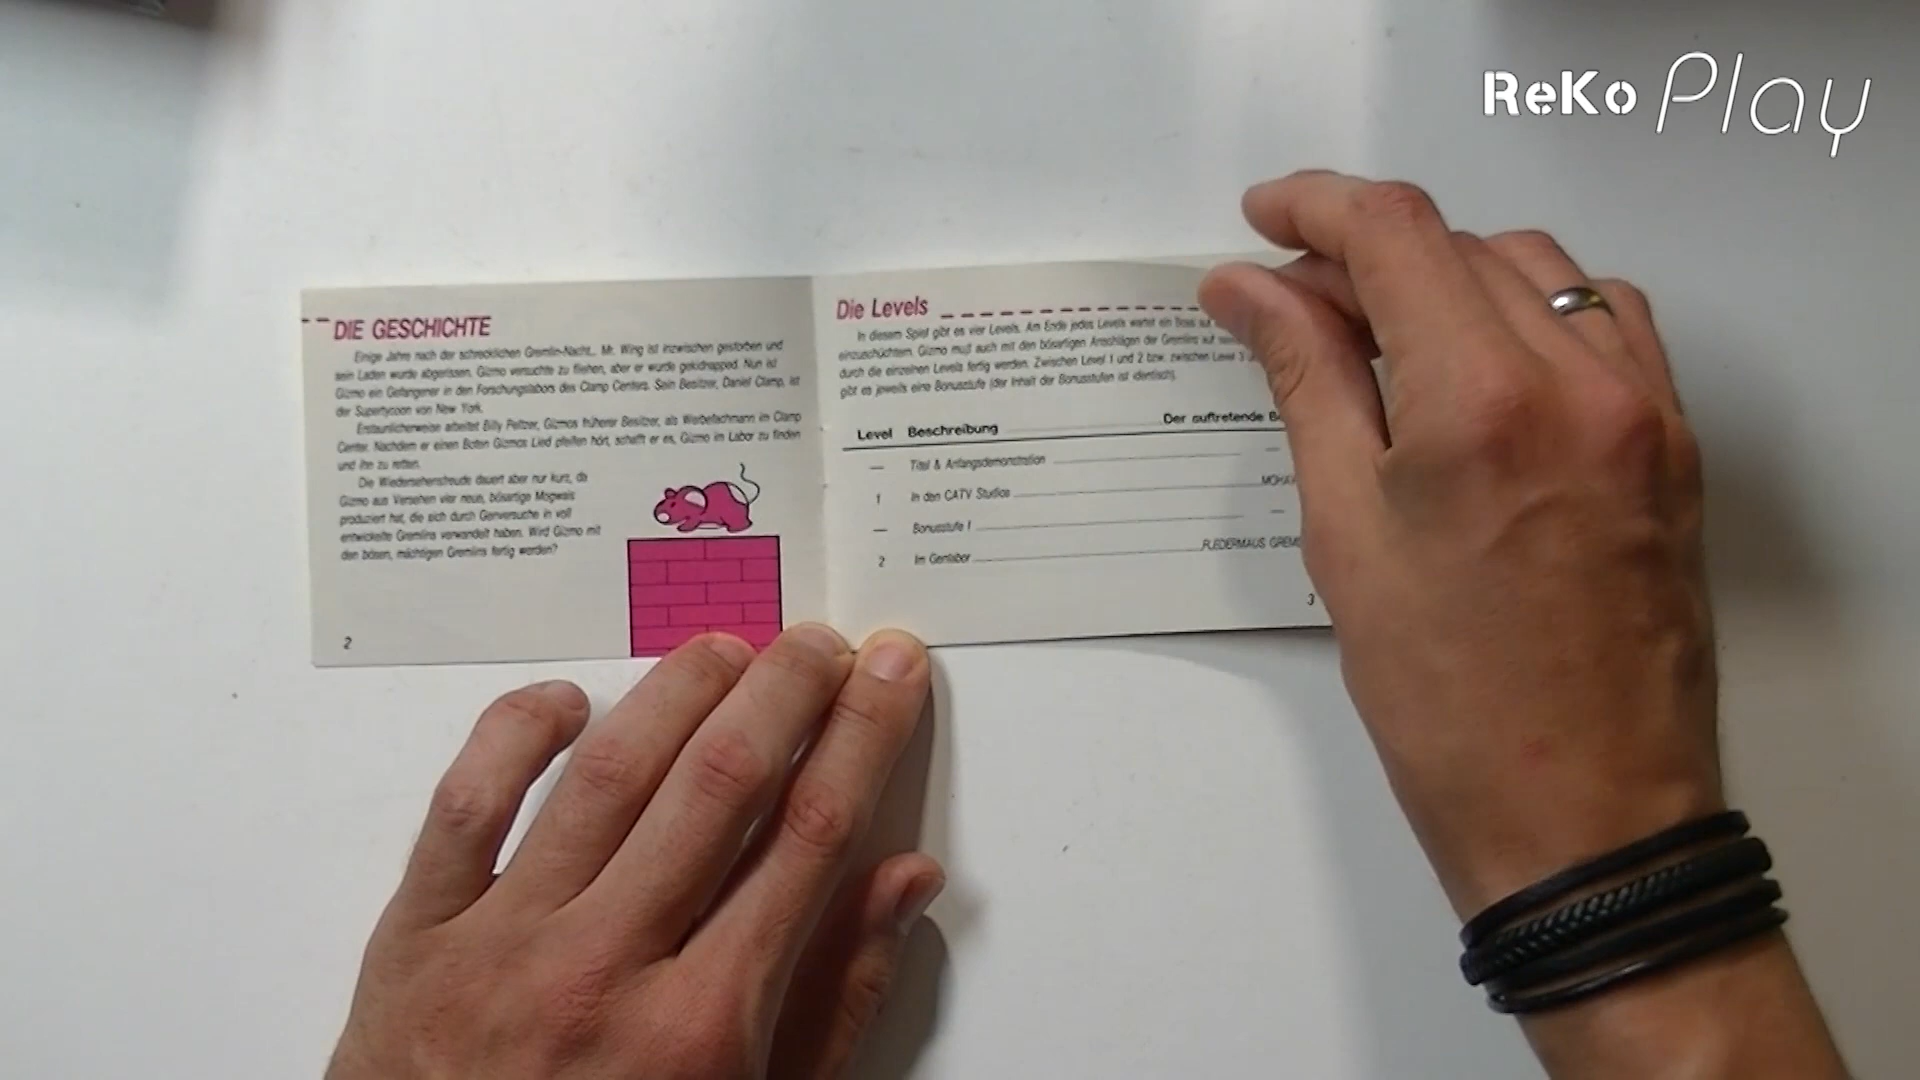 ReKo Play
DIE GESCHICHTE
Einige Jahre nach der schrecklichen Gremlin-Nacht... Mr. Wing ist inzwischen gestorben und
sein Laden wurde abgerissen. Gizmo versuchte zu fliehen, aber er wurde gekidnapped. Nun ist
Gizmo ein Gefangener in den Forschungslabors des Clamp Centers. Sein Besitzer, Daniel Clamp, ist
der Supertycoon von New York.
Erstaunlicherweise arbeitet Billy Peltzer, Gizmos früherer Besitzer, als Werbefachmann im Clamp
Center. Nachdem er einen Boten Gizmos Lied pfeifen hört, schafft er es, Gizmo im Labor zu finden
und ihn zu retten.
Die Wiedersehensfreude dauert aber nur kurz, da
Gizmo aus Versehen vier neue, bösartige Mogwais
produziert hat, die sich durch Genversuche in voll
entwickelte Gremlins verwandelt haben. Wird Gizmo mit
den bösen, mächtigen Gremlins fertig werden?
2
Die Levels
In diesem Spiel gibt es vier Levels. Am Ende jedes Levels wartet ein Boss auf
einzuschüchtern. Gizmo muß auch mit den bösartigen Anschlägen der Gremlins auf
durch die einzelnen Levels fertig werden. Zwischen Level 1 und 2 bzw. zwischen Level 3
gibt es jeweils eine Bonusstufe (der Inhalt der Bonusstufen ist identisch).
Level Beschreibung Der auftretende
— Titel & Anfangsdemonstration —
1 In den CATV Studios
— Bonusstufe I —
2 Im Genlabor FLEDERMAUS
3